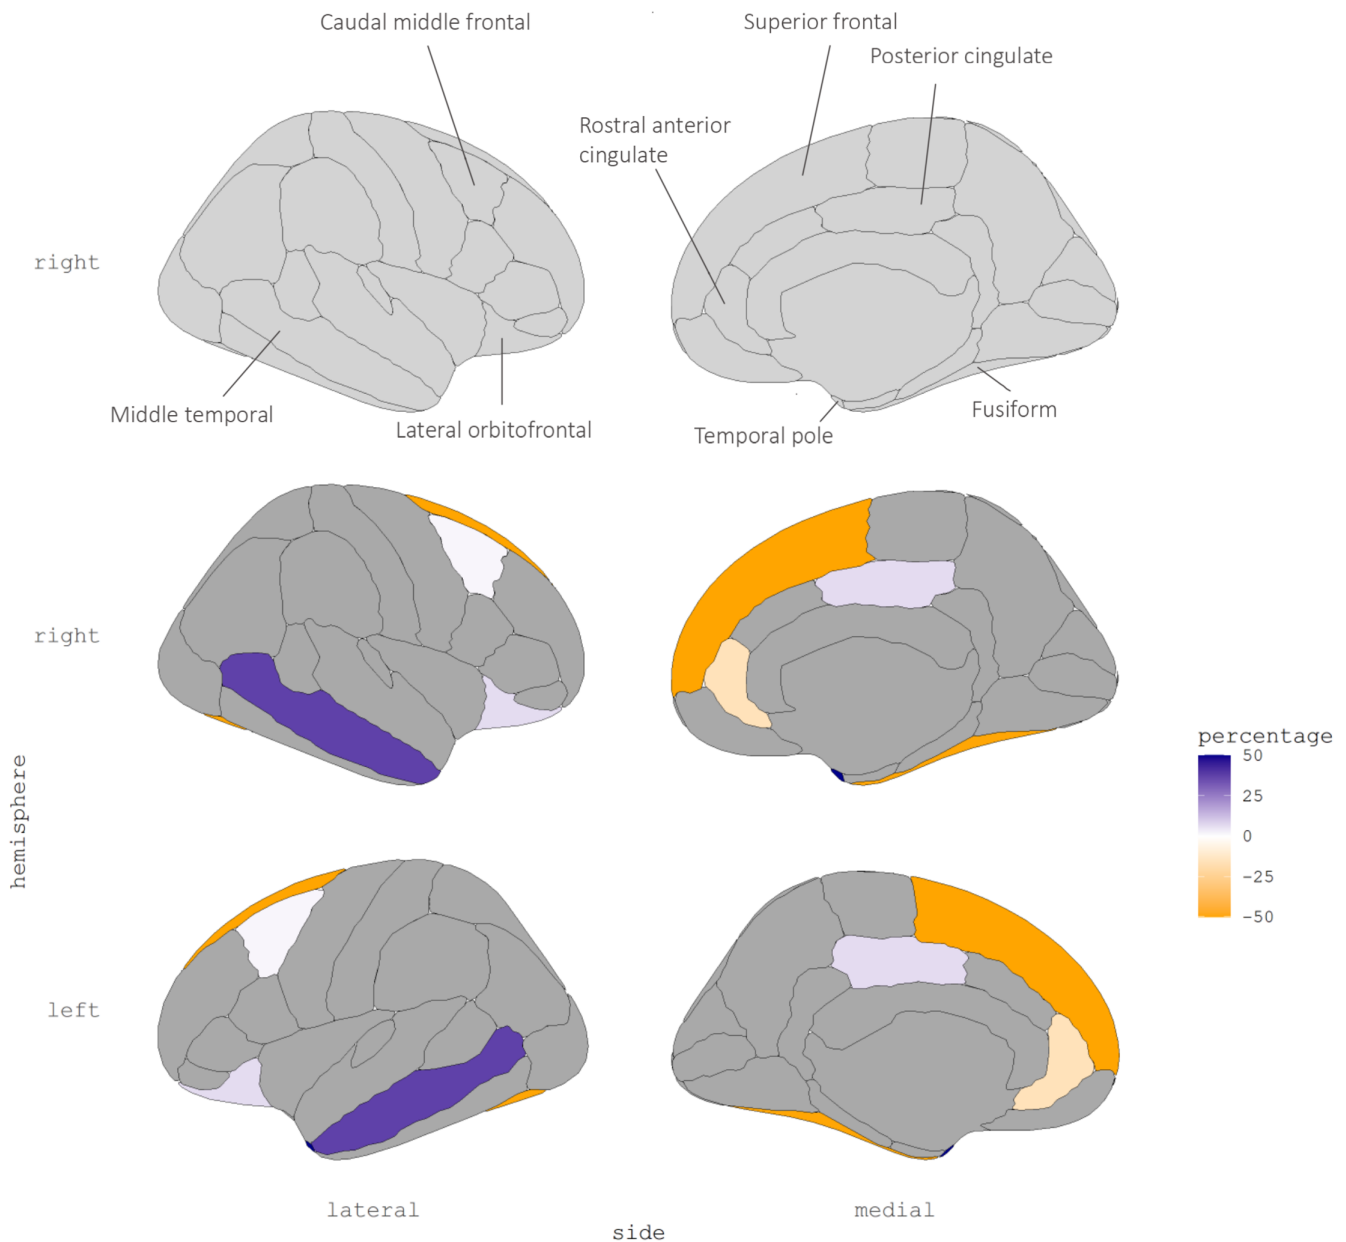 Caudal middle frontal
Superior frontal
Posterior cingulate
Rostral anterior
cingulate
right
Middle temporal
Lateral orbitofrontal
Temporal pole
Fusiform
right
hemisphere
percentage
50
25
0
−25
−50
left
lateral
medial
side